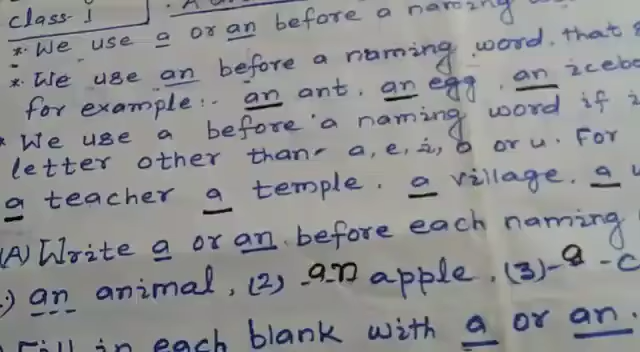 class-1
*. We use a or an before a naming
*. We use an before a naming word. that
for example:- an ant. an egg. an
* We use a before a naming word if
letter other than- a, e, i, o or u. For
a teacher a temple. a village. a
(A) Write a or an before each naming
an animal, (2) -an apple. (3)-a -c
in each blank with a or an.